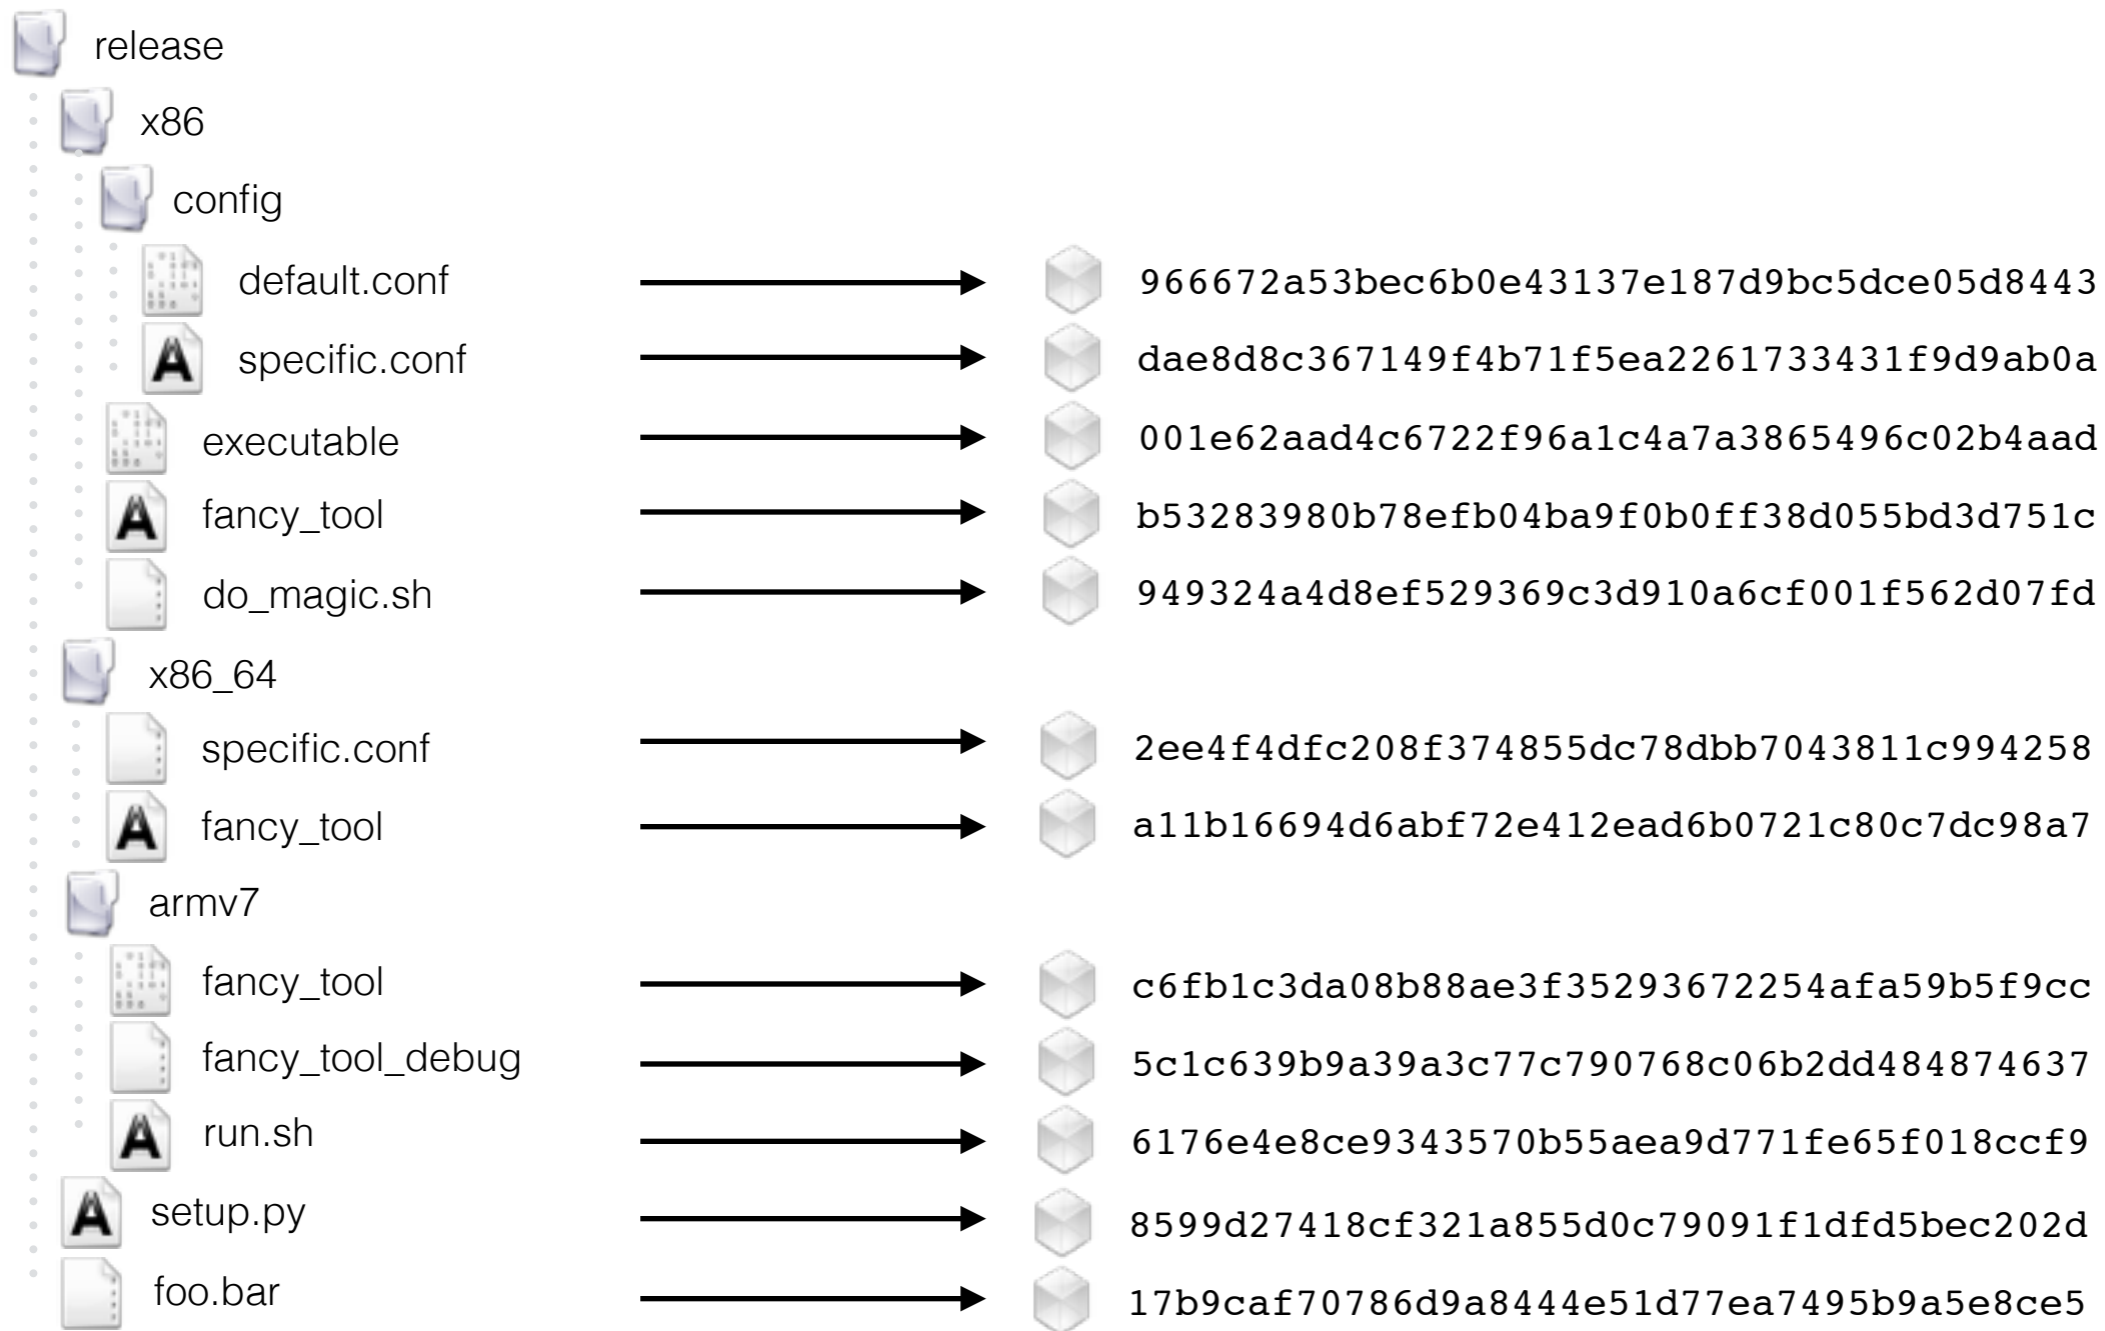 release
x86
config
default.conf 966672a53bec6b0e43137e187d9bc5dce05d8443
specific.conf dae8d8c367149f4b71f5ea2261733431f9d9ab0a
executable 001e62aad4c6722f96a1c4a7a3865496c02b4aad
fancy_tool b53283980b78efb04ba9f0b0ff38d055bd3d751c
do_magic.sh 949324a4d8ef529369c3d910a6cf001f562d07fd
x86_64
specific.conf 2ee4f4dfc208f374855dc78dbb7043811c994258
fancy_tool a11b16694d6abf72e412ead6b0721c80c7dc98a7
armv7
fancy_tool c6fb1c3da08b88ae3f35293672254afa59b5f9cc
fancy_tool_debug 5c1c639b9a39a3c77c790768c06b2dd484874637
run.sh 6176e4e8ce9343570b55aea9d771fe65f018ccf9
setup.py 8599d27418cf321a855d0c79091f1dfd5bec202d
foo.bar 17b9caf70786d9a8444e51d77ea7495b9a5e8ce5